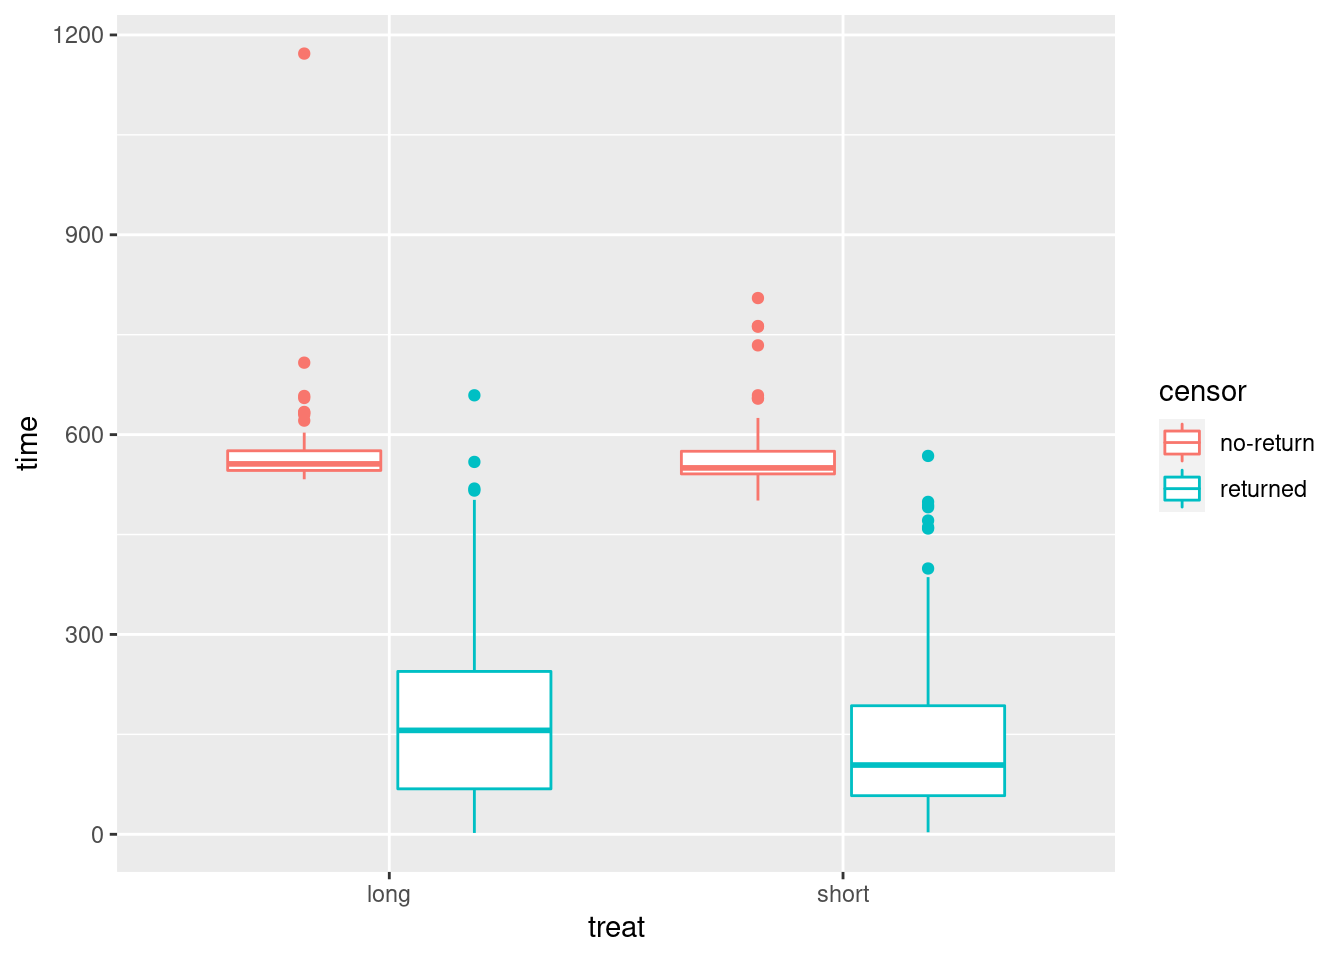 1200
900
600
300
0
time
long short
treat
censor
no-return
returned